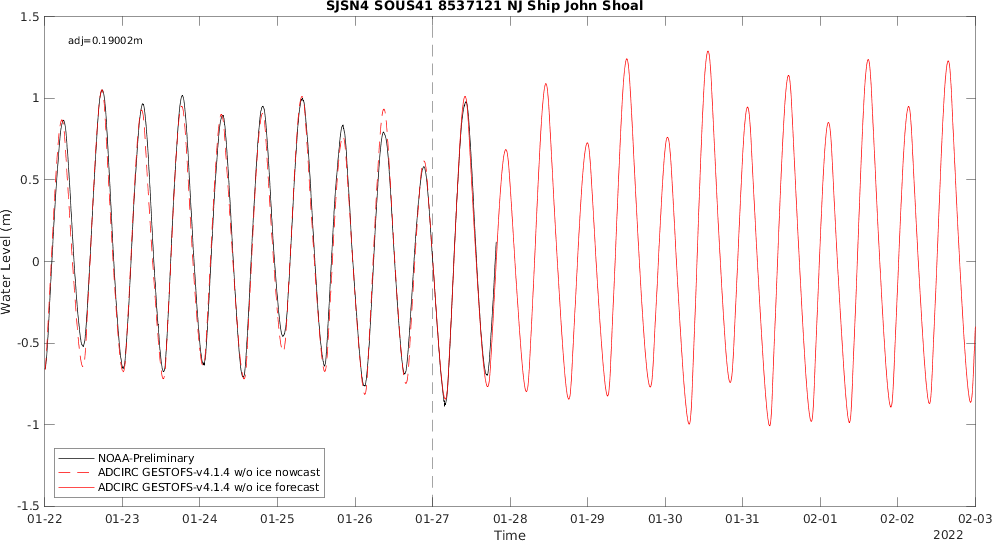 SJSN4 SOUS41 8537121 NJ Ship John Shoal
adj=0.19002m
1.5
1
0.5
0
-0.5
-1
-1.5
Water Level (m)
NOAA-Preliminary
ADCIRC GESTOFS-v4.1.4 w/o ice nowcast
ADCIRC GESTOFS-v4.1.4 w/o ice forecast
01-22 01-23 01-24 01-25 01-26 01-27 01-28 01-29 01-30 01-31 02-01 02-02 02-03
Time
2022